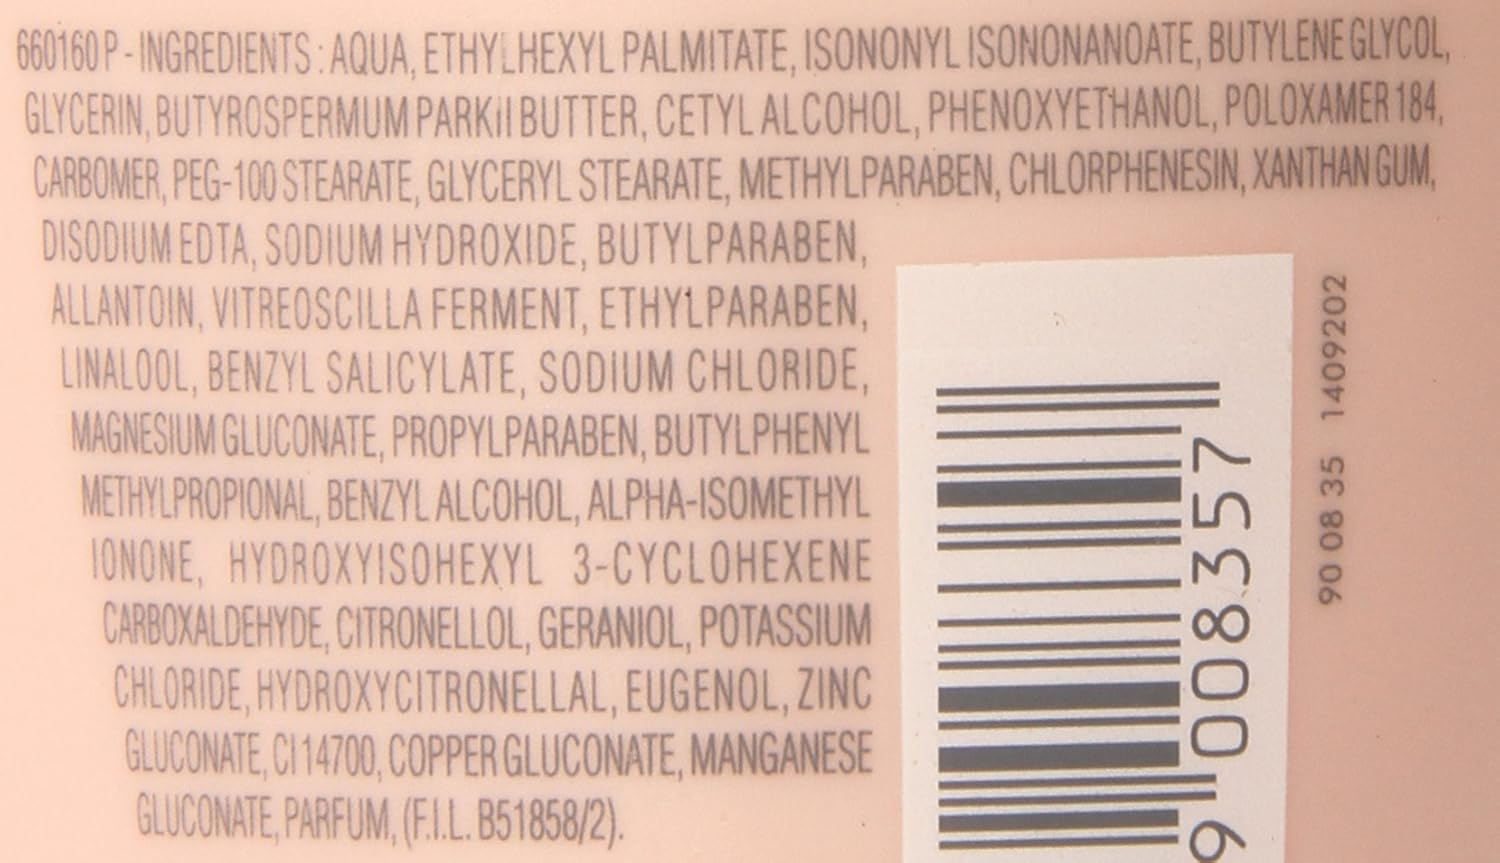 660160 P - INGREDIENTS : AQUA, ETHYLHEXYL PALMITATE, ISONONYL ISONONANOATE, BUTYLENE GLYCOL,
GLYCERIN, BUTYROSPERMUM PARKII BUTTER, CETYL ALCOHOL, PHENOXYETHANOL, POLOXAMER 184,
CARBOMER, PEG-100 STEARATE, GLYCERYL STEARATE, METHYLPARABEN, CHLORPHENESIN, XANTHAN GUM,
DISODIUM EDTA, SODIUM HYDROXIDE, BUTYLPARABEN,
ALLANTOIN, VITREOSCILLA FERMENT, ETHYLPARABEN,
LINALOOL, BENZYL SALICYLATE, SODIUM CHLORIDE,
MAGNESIUM GLUCONATE, PROPYLPARABEN, BUTYLPHENYL
METHYLPROPIONAL, BENZYL ALCOHOL, ALPHA-ISOMETHYL
IONONE, HYDROXYISOHEXYL 3-CYCLOHEXENE
CARBOXALDEHYDE, CITRONELLOL, GERANIOL, POTASSIUM
CHLORIDE, HYDROXYCITRONELLAL, EUGENOL, ZINC
GLUCONATE, CI 14700, COPPER GLUCONATE, MANGANESE
GLUCONATE, PARFUM, (F.I.L. B51858/2).
9 008357
90 08 35 1409202